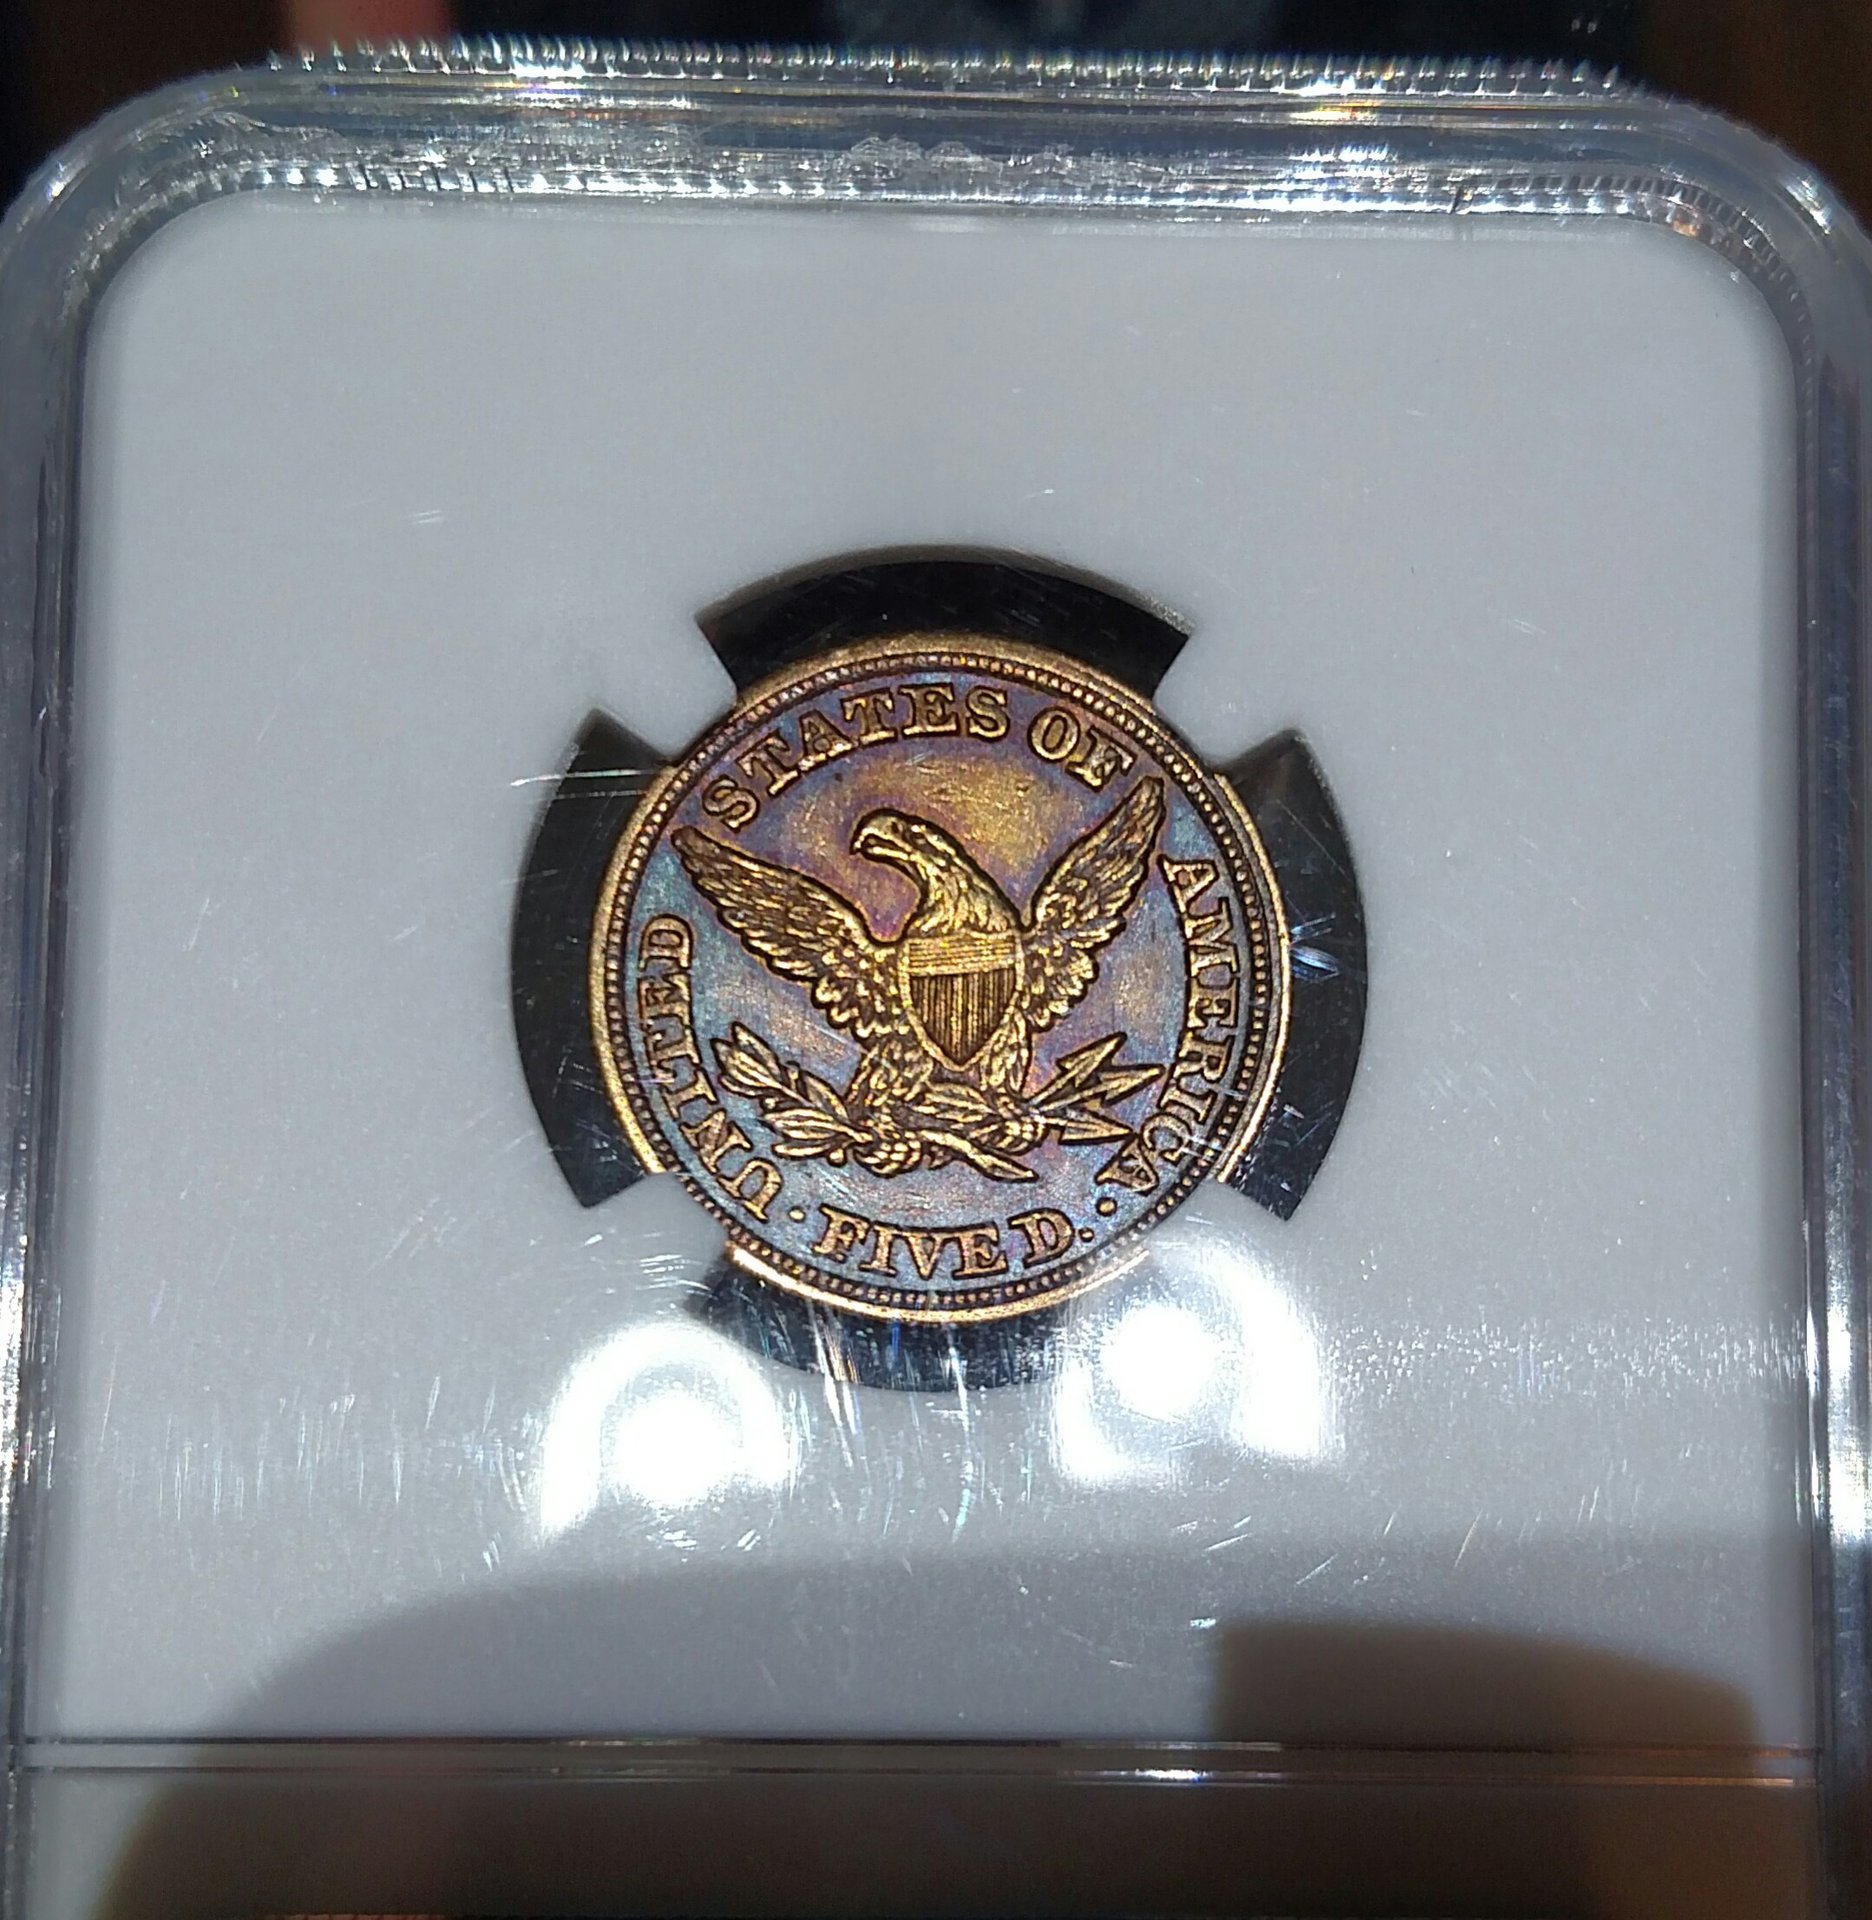 UNITED STATES OF AMERICA
· FIVE D. ·